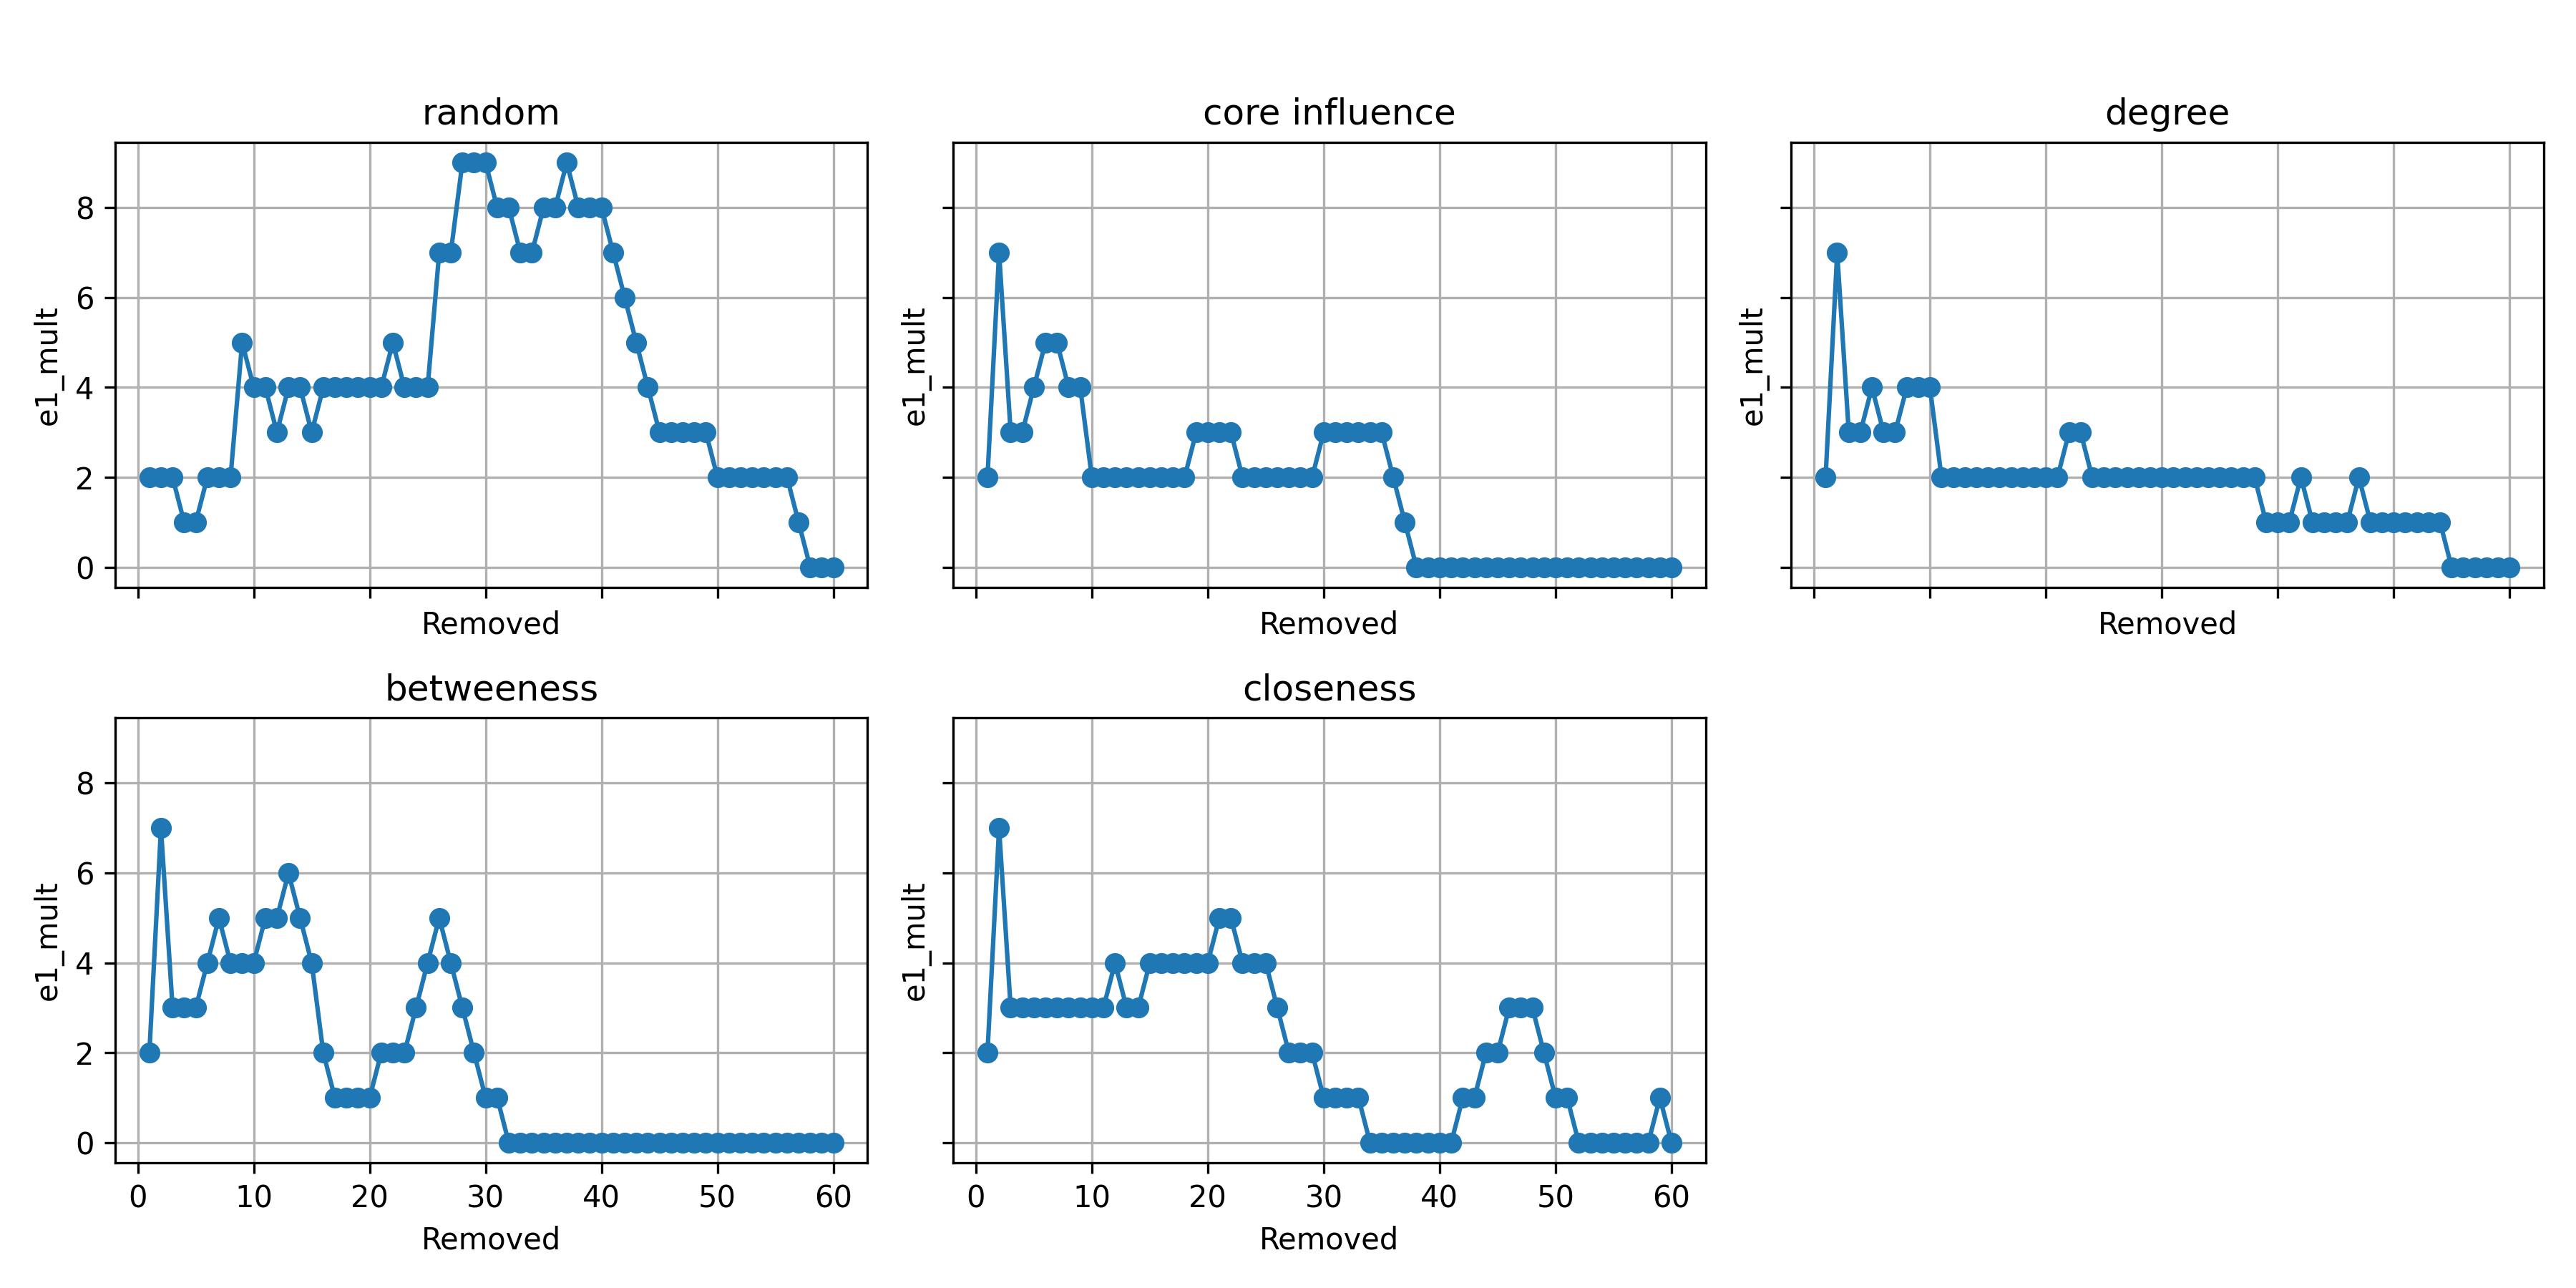 random
core influence
degree
8
6
4
2
0
e1_mult
e1_mult
e1_mult
Removed
Removed
Removed
betweeness
closeness
8
6
4
2
0
e1_mult
e1_mult
0 10 20 30 40 50 60
0 10 20 30 40 50 60
Removed
Removed